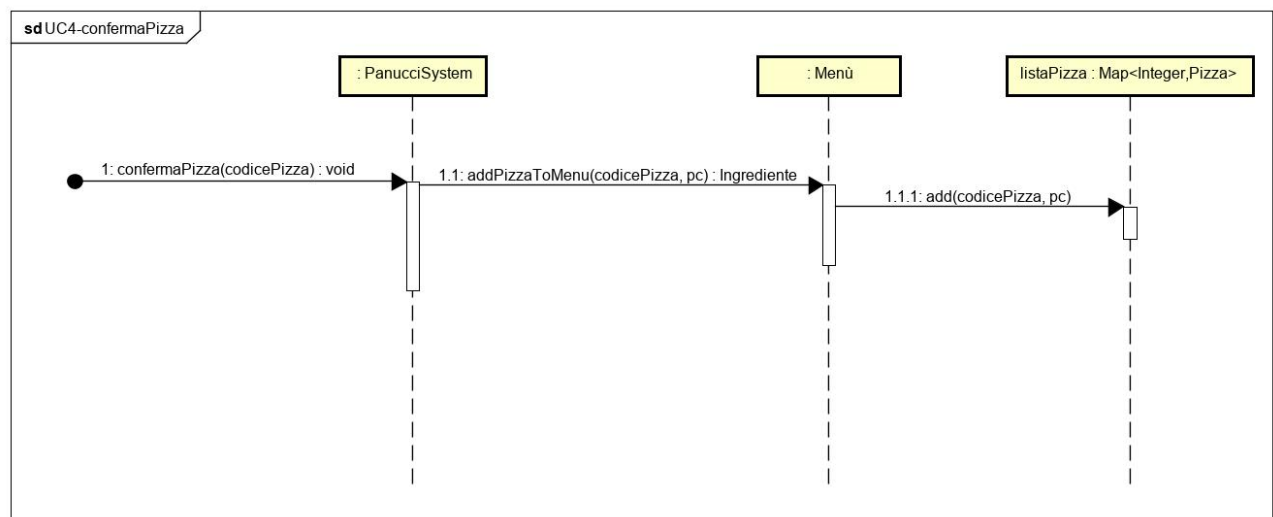 sd UC4-confermaPizza
: PanucciSystem
: Menù
listaPizza : Map<Integer,Pizza>
1: confermaPizza(codicePizza) : void
1.1: addPizzaToMenu(codicePizza, pc) : Ingrediente
1.1.1: add(codicePizza, pc)